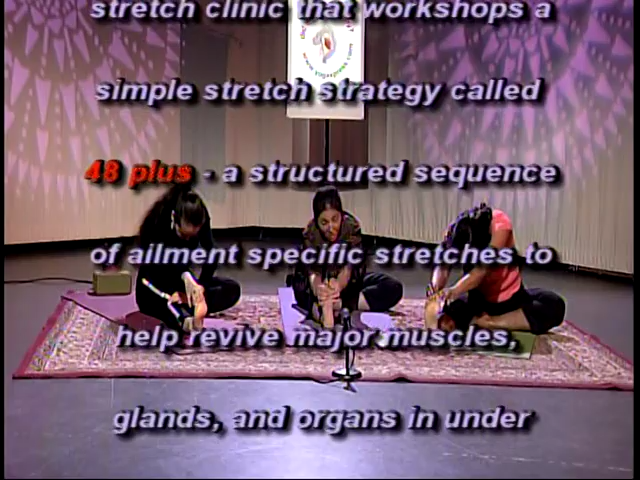 stretch clinic that workshops a
simple stretch strategy called
48 plus - a structured sequence
of ailment specific stretches to
help revive major muscles,
glands, and organs in under